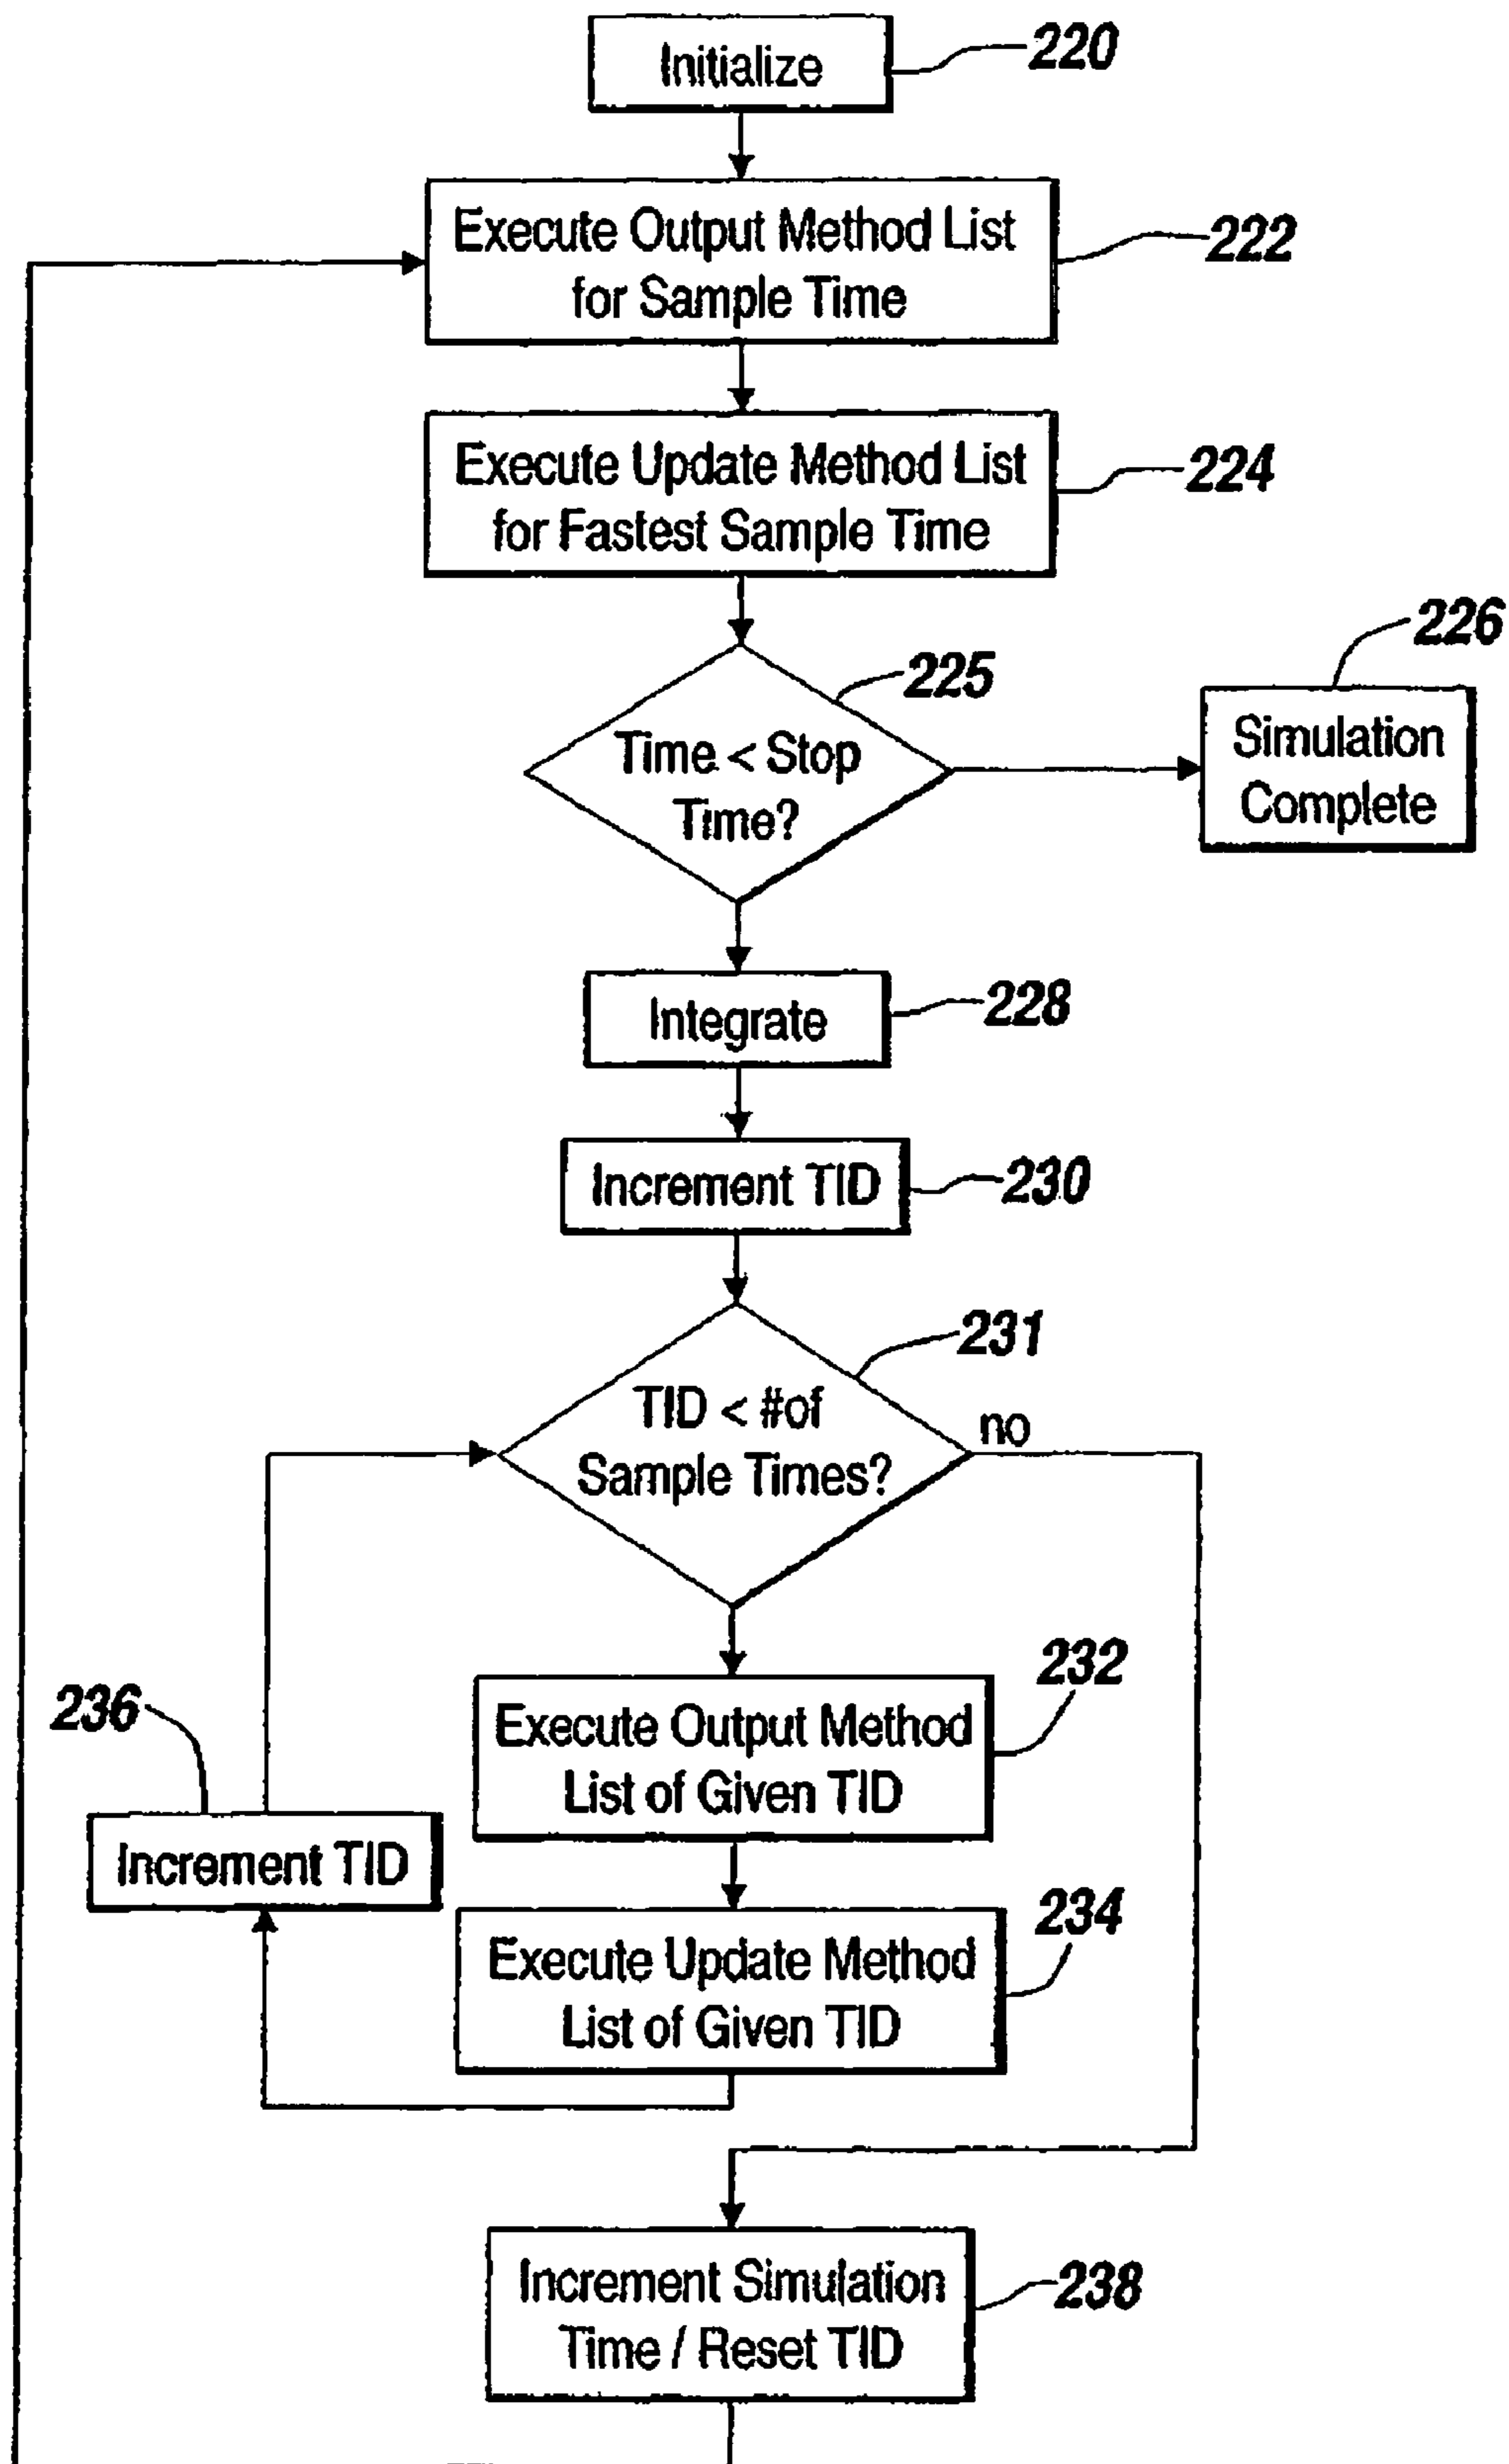 Initialize
220
Execute Output Method List
for Sample Time
222
Execute Update Method List
for Fastest Sample Time
224
225
Time < Stop
Time?
226
Simulation
Complete
Integrate
228
Increment TID
230
231
TID < #of
Sample Times?
no
232
Execute Output Method
List of Given TID
236
Increment TID
234
Execute Update Method
List of Given TID
Increment Simulation
Time / Reset TID
238